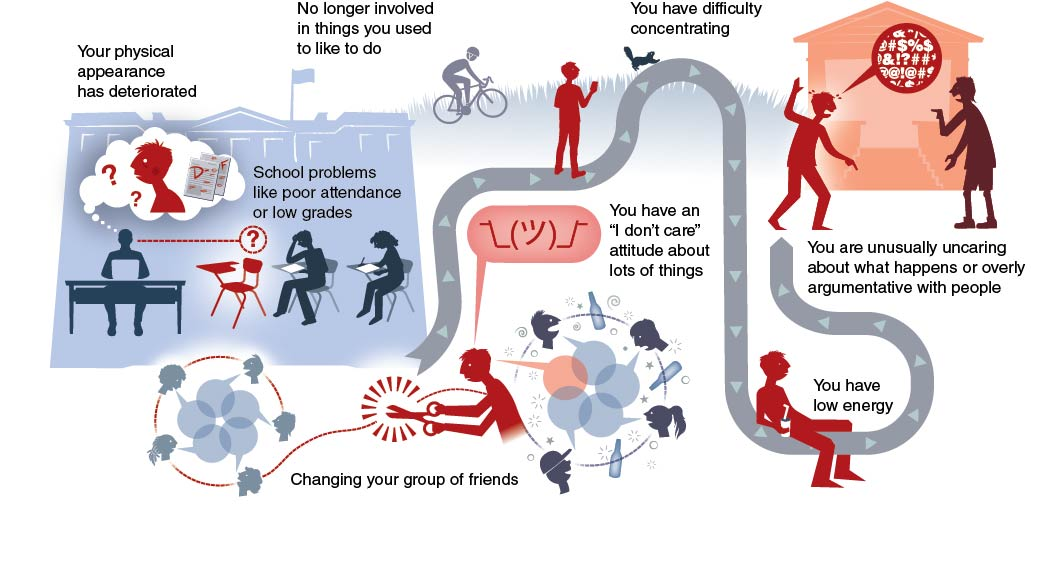 Your physical
appearance
has deteriorated
No longer involved
in things you used
to like to do
You have difficulty
concentrating
@#$%$
&!?##
@@!@#
?
?
D-
F
School problems
like poor attendance
or low grades
?
¯\_(ツ)_/¯
You have an
“I don’t care”
attitude about
lots of things
You are unusually uncaring
about what happens or overly
argumentative with people
You have
low energy
Changing your group of friends